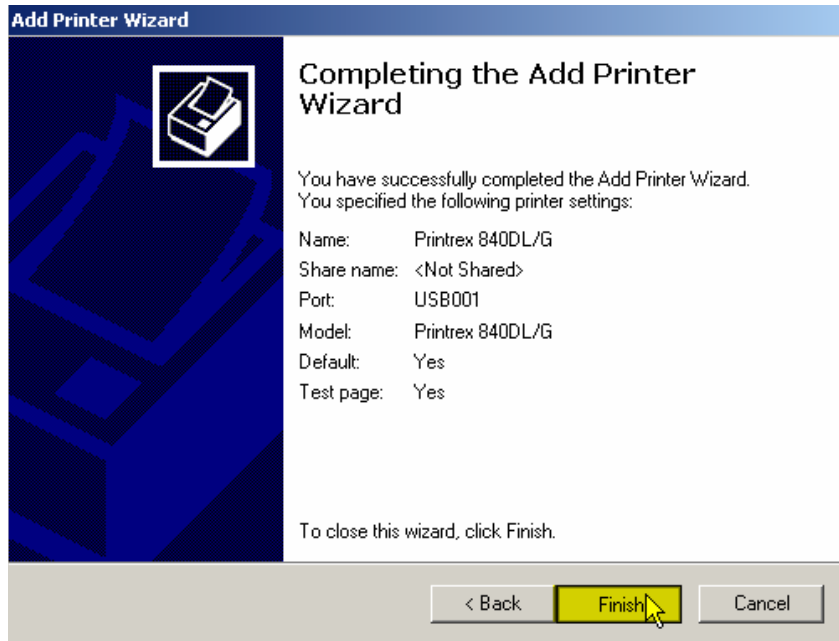 Add Printer Wizard
Completing the Add Printer
Wizard
You have successfully completed the Add Printer Wizard.
You specified the following printer settings:
Name: Printrex 840DL/G
Share name: <Not Shared>
Port: USB001
Model: Printrex 840DL/G
Default: Yes
Test page: Yes
To close this wizard, click Finish.
< Back Finish Cancel